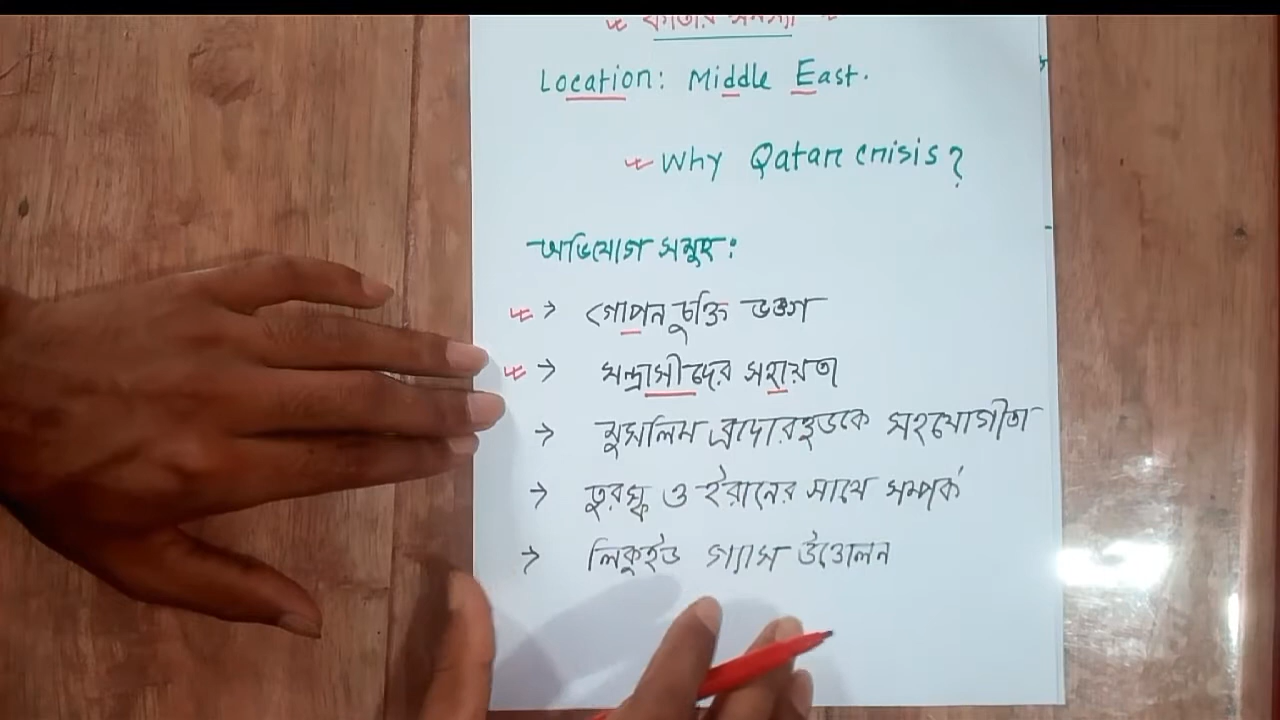 কাতার সমস্যা
Location: Middle East.
Why Qatar crisis?
অভিযোগ সমুহ:
→ গোপন চুক্তি ভঙ্গ
→ সন্ত্রাসীদের সহায়তা
→ মুসলিম ব্রাদোরহুডকে সহযোগীতা
→ তুরস্ক ও ইরানের সাথে সম্পর্ক
→ লিকুইড গ্যাস উত্তোলন